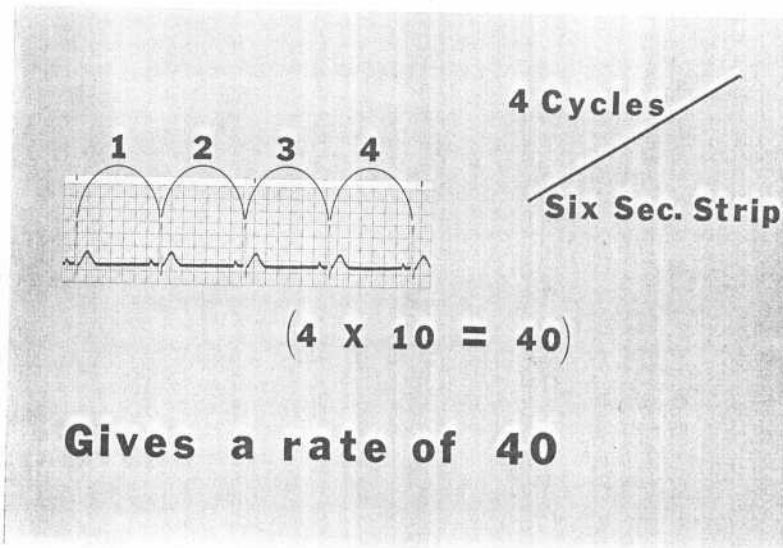 1 2 3 4
4 Cycles
Six Sec. Strip
(4 X 10 = 40)
Gives a rate of 40